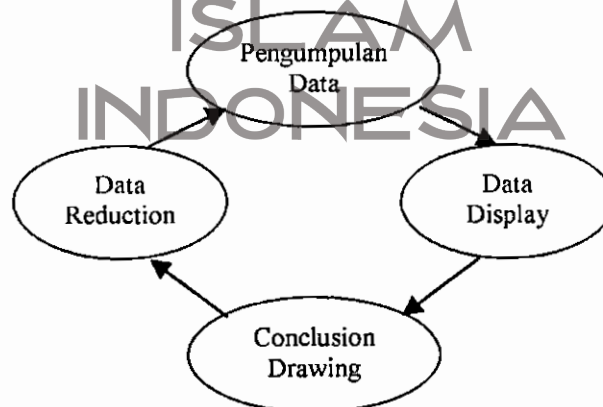 ISLAM
Pengumpulan
Data
INDONESIA
Data
Reduction
Data
Display
Conclusion
Drawing